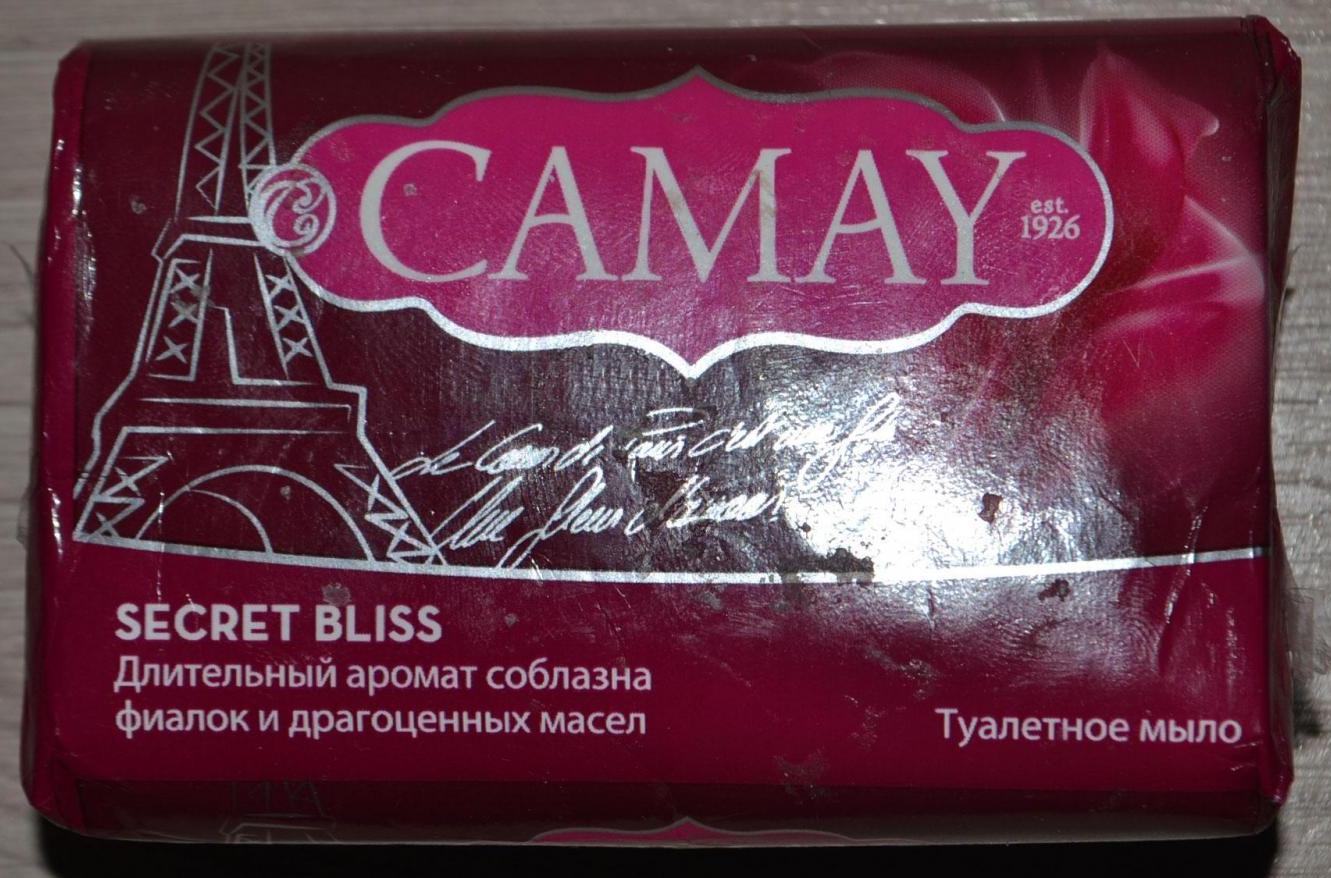 CAMAY
est.
1926
SECRET BLISS
Длительный аромат соблазна
фиалок и драгоценных масел
Туалетное мыло